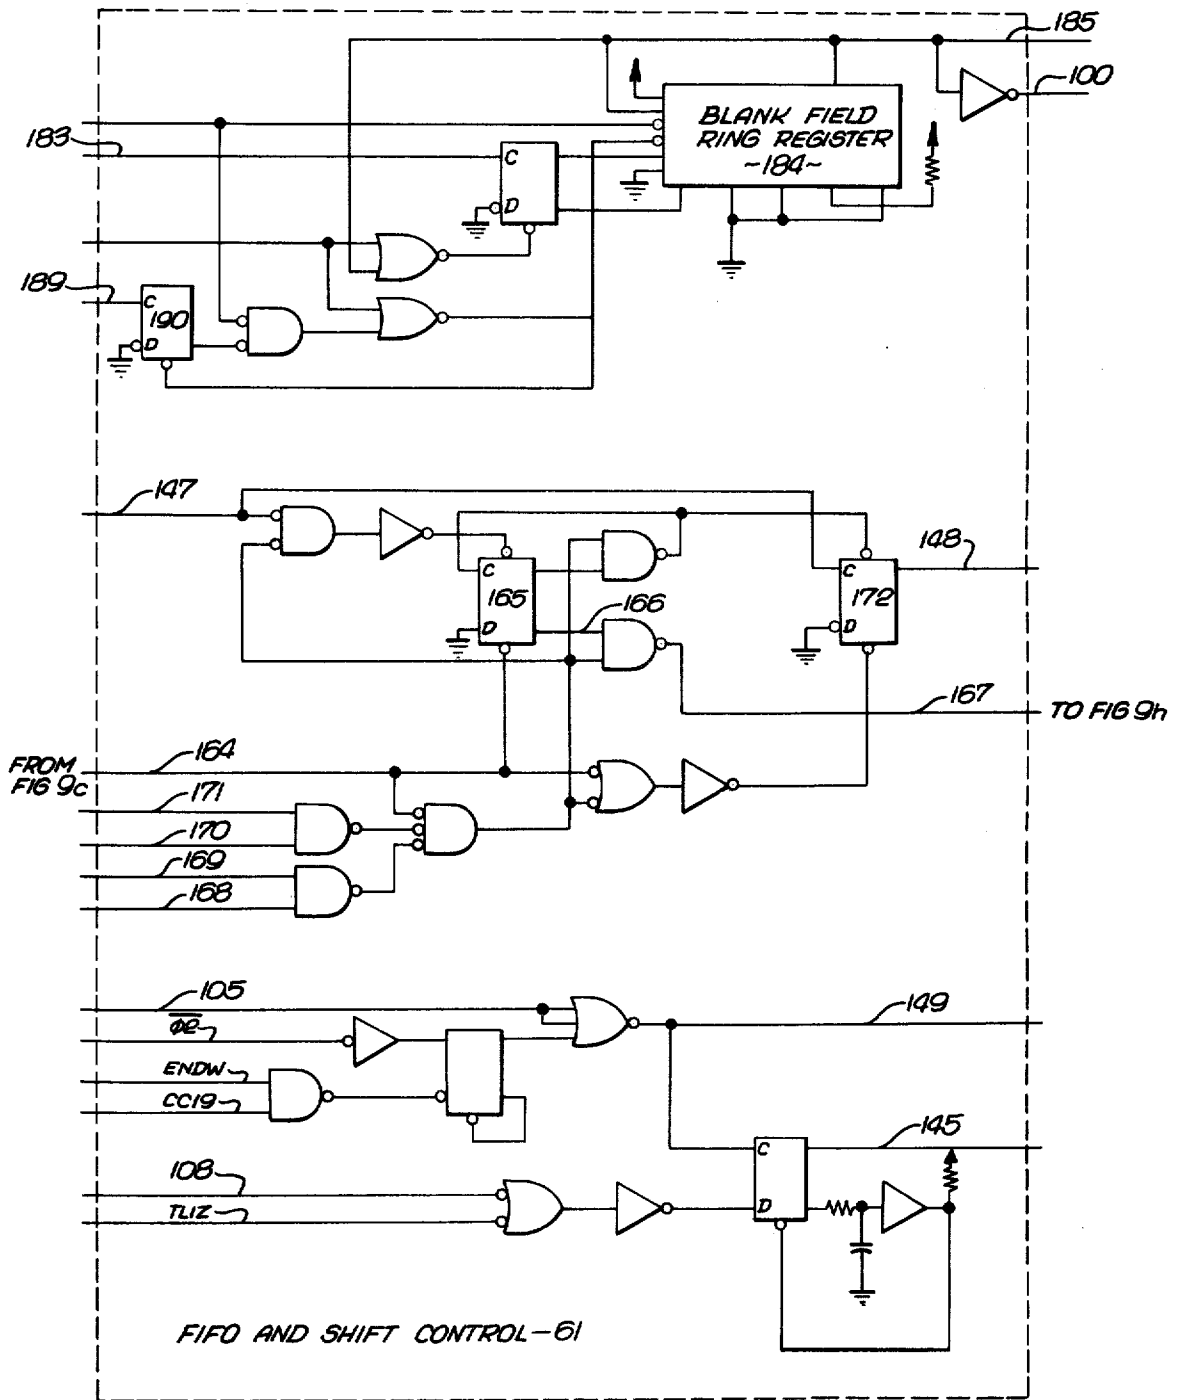 185
100
BLANK FIELD
RING REGISTER
~184~
183
C
D
189
C
190
D
147
C
165
D
166
148
C
172
D
167
TO FIG 9h
FROM
FIG 9c
164
171
170
169
168
105
φ2
ENDW
CC19
149
145
C
D
108
TLIZ
FIFO AND SHIFT CONTROL-61